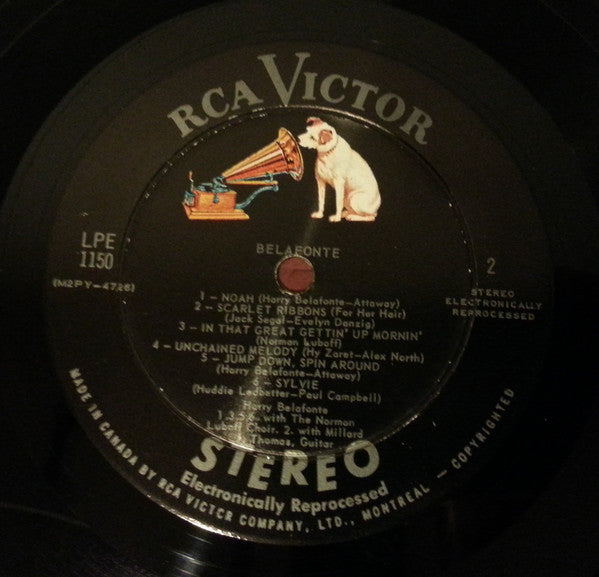 RCA VICTOR
BELAFONTE
LPE
1150
(M2PY-4726)
2
STEREO
ELECTRONICALLY
REPROCESSED
1 - NOAH (Harry Belafonte-Attaway)
2 - SCARLET RIBBONS (For Her Hair)
(Jack Segal-Evelyn Danzig)
3 - IN THAT GREAT GETTIN' UP MORNIN'
(Norman Luboff)
4 - UNCHAINED MELODY (Hy Zaret-Alex North)
5 - JUMP DOWN, SPIN AROUND
(Harry Belafonte-Attaway)
6 - SYLVIE
(Huddie Ledbetter-Paul Campbell)
Harry Belafonte
1,3,5,6, with The Norman
Luboff Choir. 2. with Millard
Thomas, Guitar
STEREO
Electronically Reprocessed
MADE IN CANADA BY RCA VICTOR COMPANY, LTD., MONTREAL - COPYRIGHTED